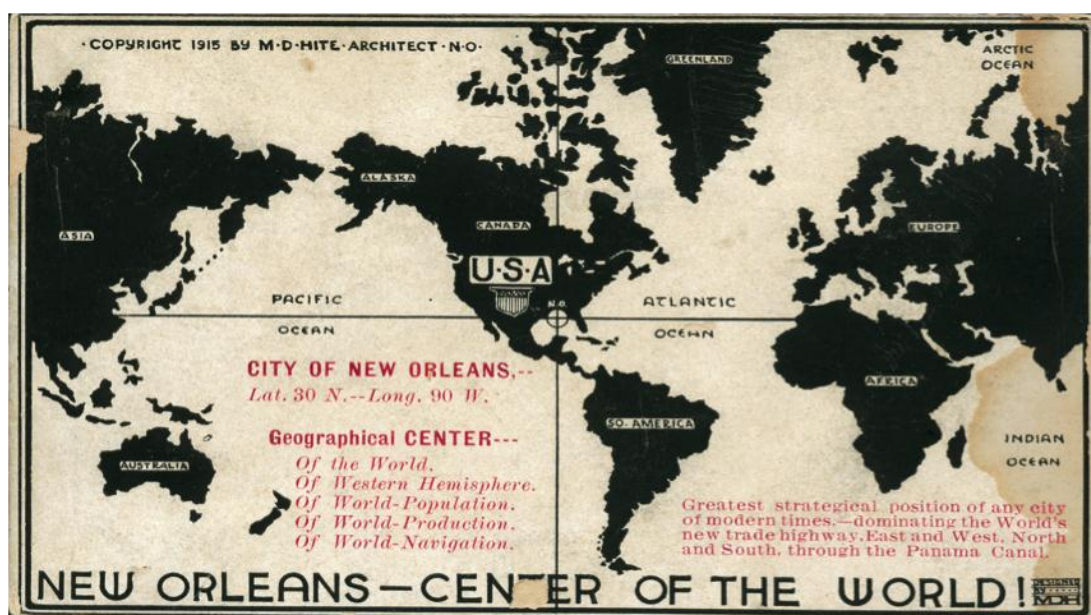 ·COPYRIGHT 1915 BY M·D·HITE·ARCHITECT·N·O·
GREENLAND
ARCTIC
OCEAN
ALASKA
CANADA
ASIA
EUROPE
U·S·A
N.O.
PACIFIC
OCEAN
ATLANTIC
OCEAN
CITY OF NEW ORLEANS,--
Lat. 30 N.--Long. 90 W.
AFRICA
SO. AMERICA
Geographical CENTER---
Of the World.
Of Western Hemisphere.
Of World-Population.
Of World-Production.
Of World-Navigation.
AUSTRALIA
INDIAN
OCEAN
Greatest strategical position of any city
of modern times.—dominating the World's
new trade highway. East and West. North
and South. through the Panama Canal.
NEW ORLEANS—CENTER OF THE WORLD!
DESIGNED
BY
MDH